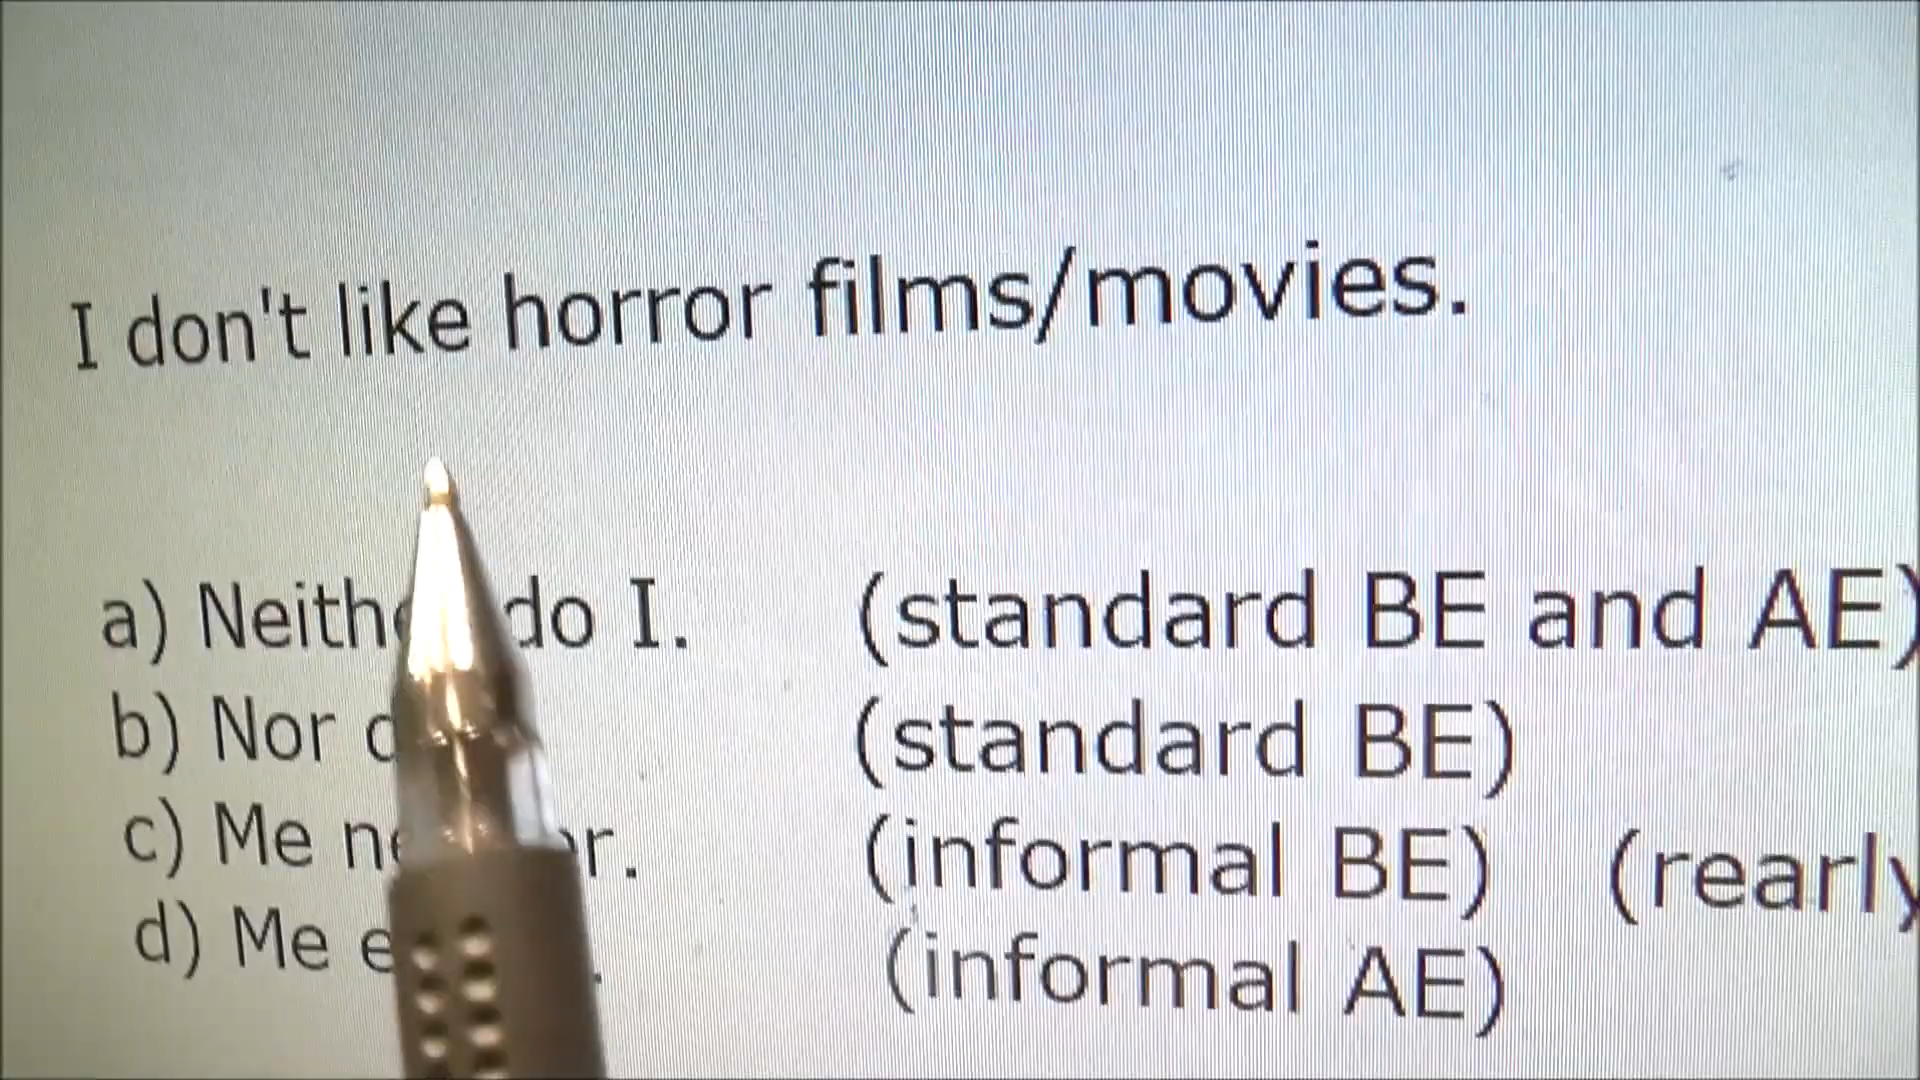 I don't like horror films/movies.
a) do I. (standard BE and AE)
b) Nor (standard BE)
c) Me (informal BE) (rearly
d) Me (informal AE)